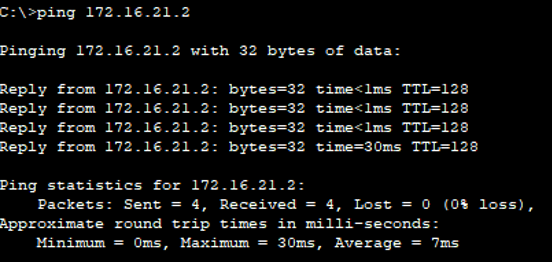 C:\>ping 172.16.21.2
Pinging 172.16.21.2 with 32 bytes of data:
Reply from 172.16.21.2: bytes=32 time<1ms TTL=128
Reply from 172.16.21.2: bytes=32 time<1ms TTL=128
Reply from 172.16.21.2: bytes=32 time<1ms TTL=128
Reply from 172.16.21.2: bytes=32 time=30ms TTL=128
Ping statistics for 172.16.21.2:
Packets: Sent = 4, Received = 4, Lost = 0 (0% loss),
Approximate round trip times in milli-seconds:
Minimum = 0ms, Maximum = 30ms, Average = 7ms